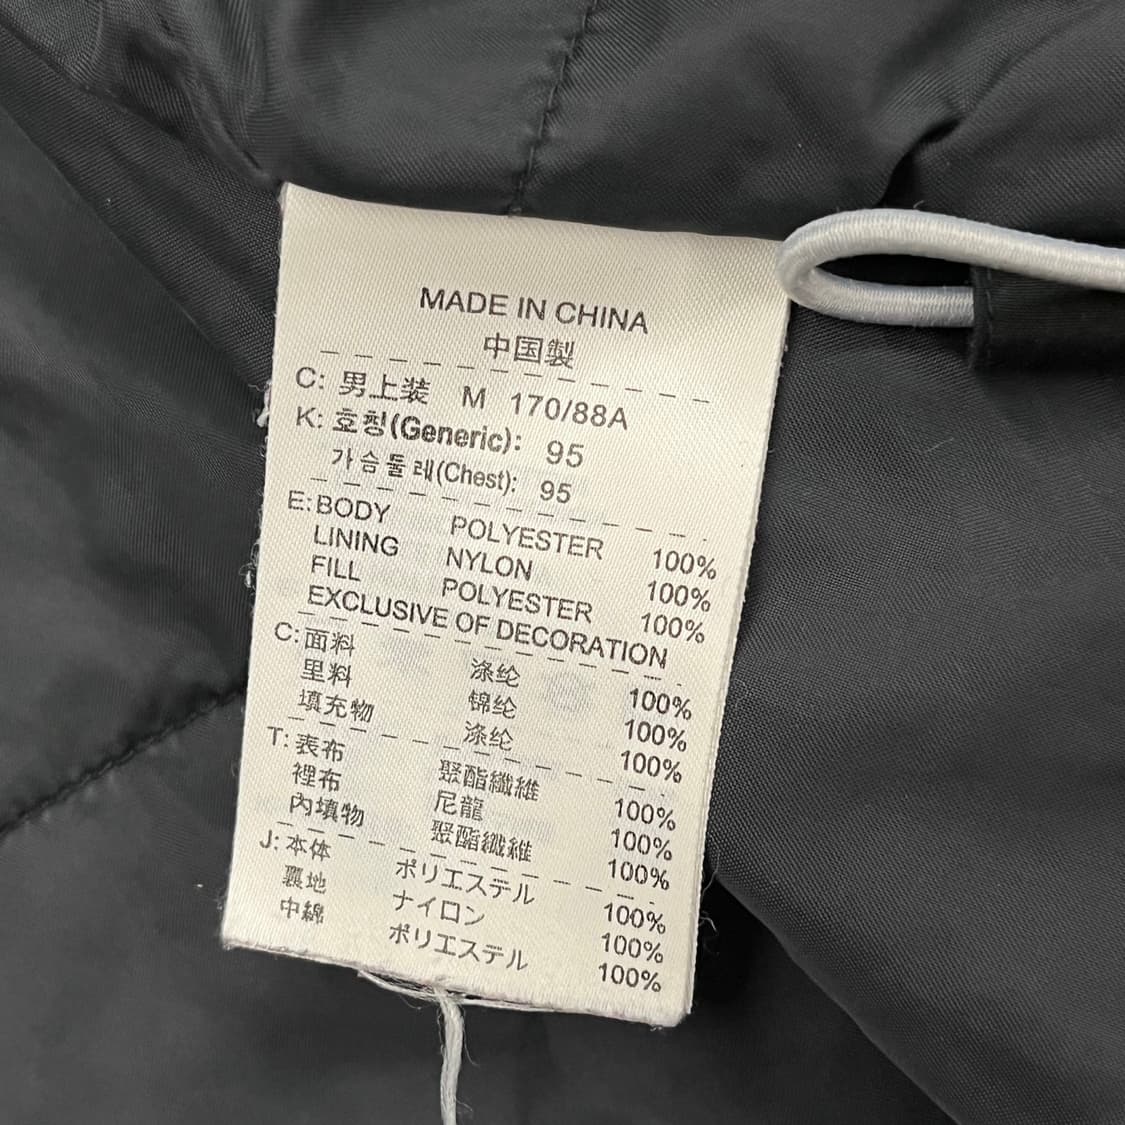 MADE IN CHINA
中国製
C: 男上装 M 170/88A
K: 호칭(Generic): 95
가슴둘레(Chest): 95
E: BODY POLYESTER 100%
LINING NYLON 100%
FILL POLYESTER 100%
EXCLUSIVE OF DECORATION
C: 面料 涤纶 100%
里料 锦纶 100%
填充物 涤纶 100%
T: 表布 聚酯纖維 100%
裡布 尼龍 100%
內填物 聚酯纖維 100%
J: 本体 ポリエステル 100%
裏地 ナイロン 100%
中綿 ポリエステル 100%